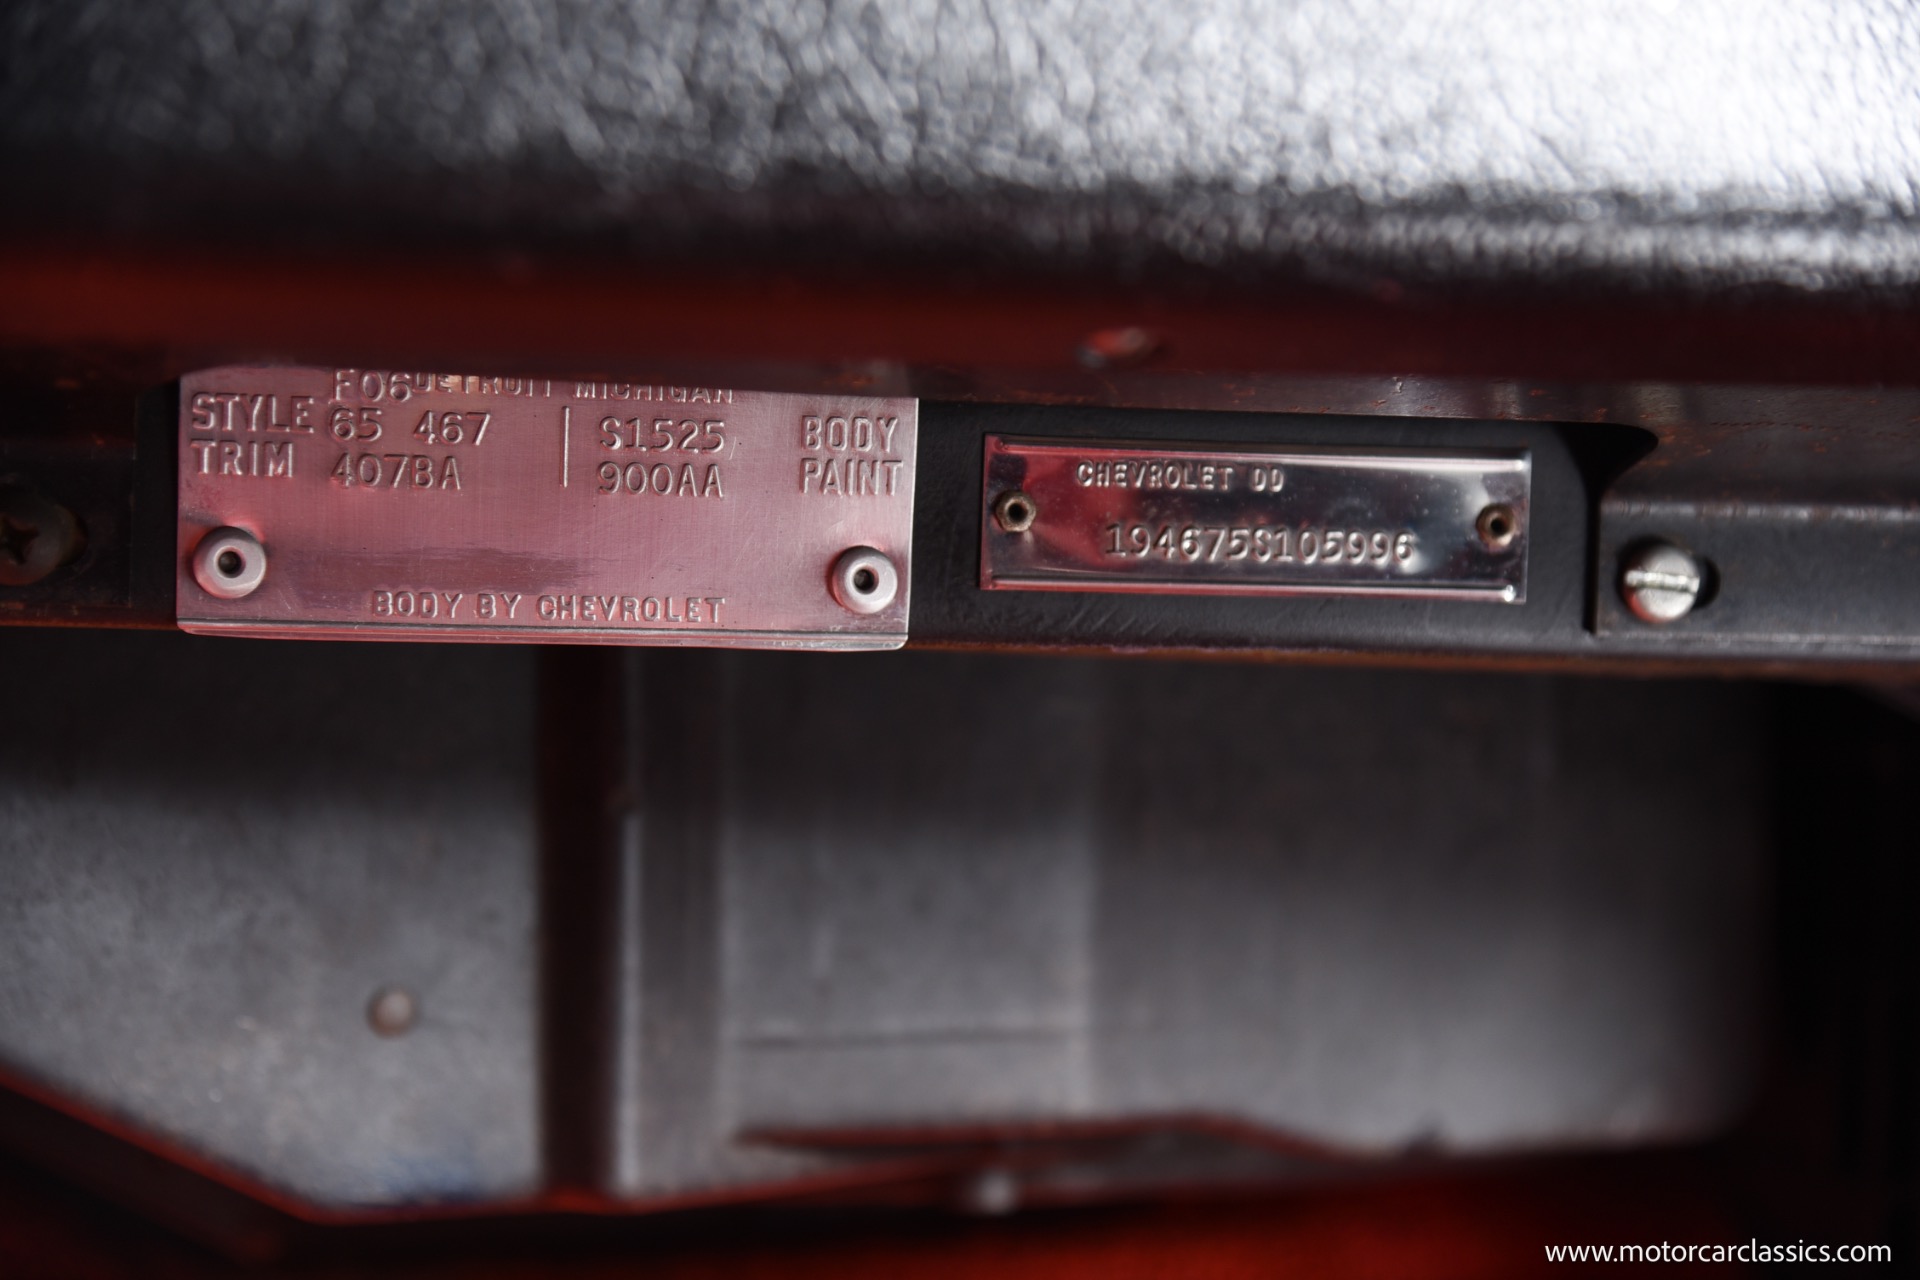 F06 DETROIT MICHIGAN
STYLE 65 467 S1525 BODY
TRIM 407BA 900AA PAINT
BODY BY CHEVROLET
CHEVROLET DD
194675S105996
www.motorcarclassics.com